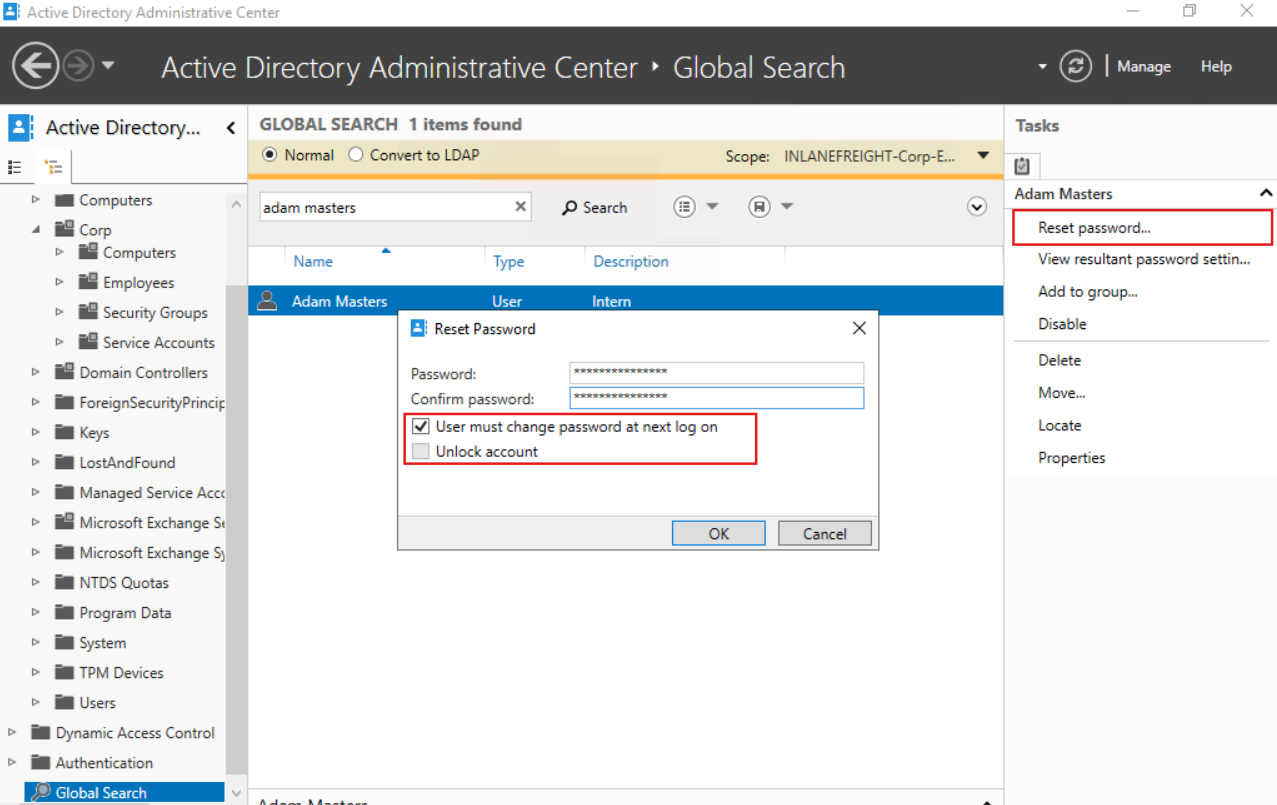 Active Directory Administrative Center
Active Directory Administrative Center ‣ Global Search
Manage
Help
Active Directory...
Computers
Corp
Computers
Employees
Security Groups
Service Accounts
Domain Controllers
ForeignSecurityPrincip
Keys
LostAndFound
Managed Service Acco
Microsoft Exchange Se
Microsoft Exchange Sy
NTDS Quotas
Program Data
System
TPM Devices
Users
Dynamic Access Control
Authentication
Global Search
GLOBAL SEARCH 1 items found
Normal Convert to LDAP
Scope: INLANEFREIGHT-Corp-E...
adam masters
Search
Name Type Description
Adam Masters User Intern
Reset Password
Password: ***************
Confirm password: ***************
User must change password at next log on
Unlock account
OK Cancel
Adam Masters
Tasks
Adam Masters
Reset password...
View resultant password settin...
Add to group...
Disable
Delete
Move...
Locate
Properties